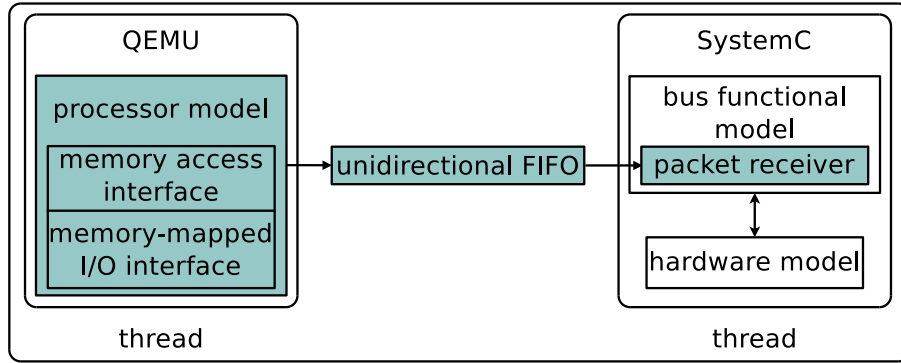 QEMU
processor model
memory access
interface
memory-mapped
I/O interface
thread
unidirectional FIFO
SystemC
bus functional
model
packet receiver
hardware model
thread